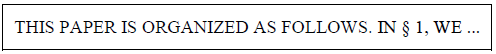 THIS PAPER IS ORGANIZED AS FOLLOWS. IN § 1, WE ...